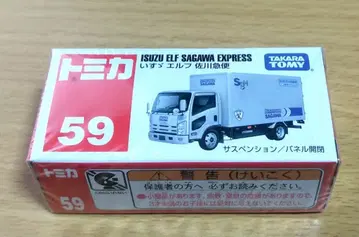 トミカ
59
ISUZU ELF SAGAWA EXPRESS
いすゞ エルフ 佐川急便
TAKARA TOMY
SGH
SAGAWA
サスペンション／パネル開閉
トミカ
59
警告(けいこく)
保護者の方へ 必ずお読みください。